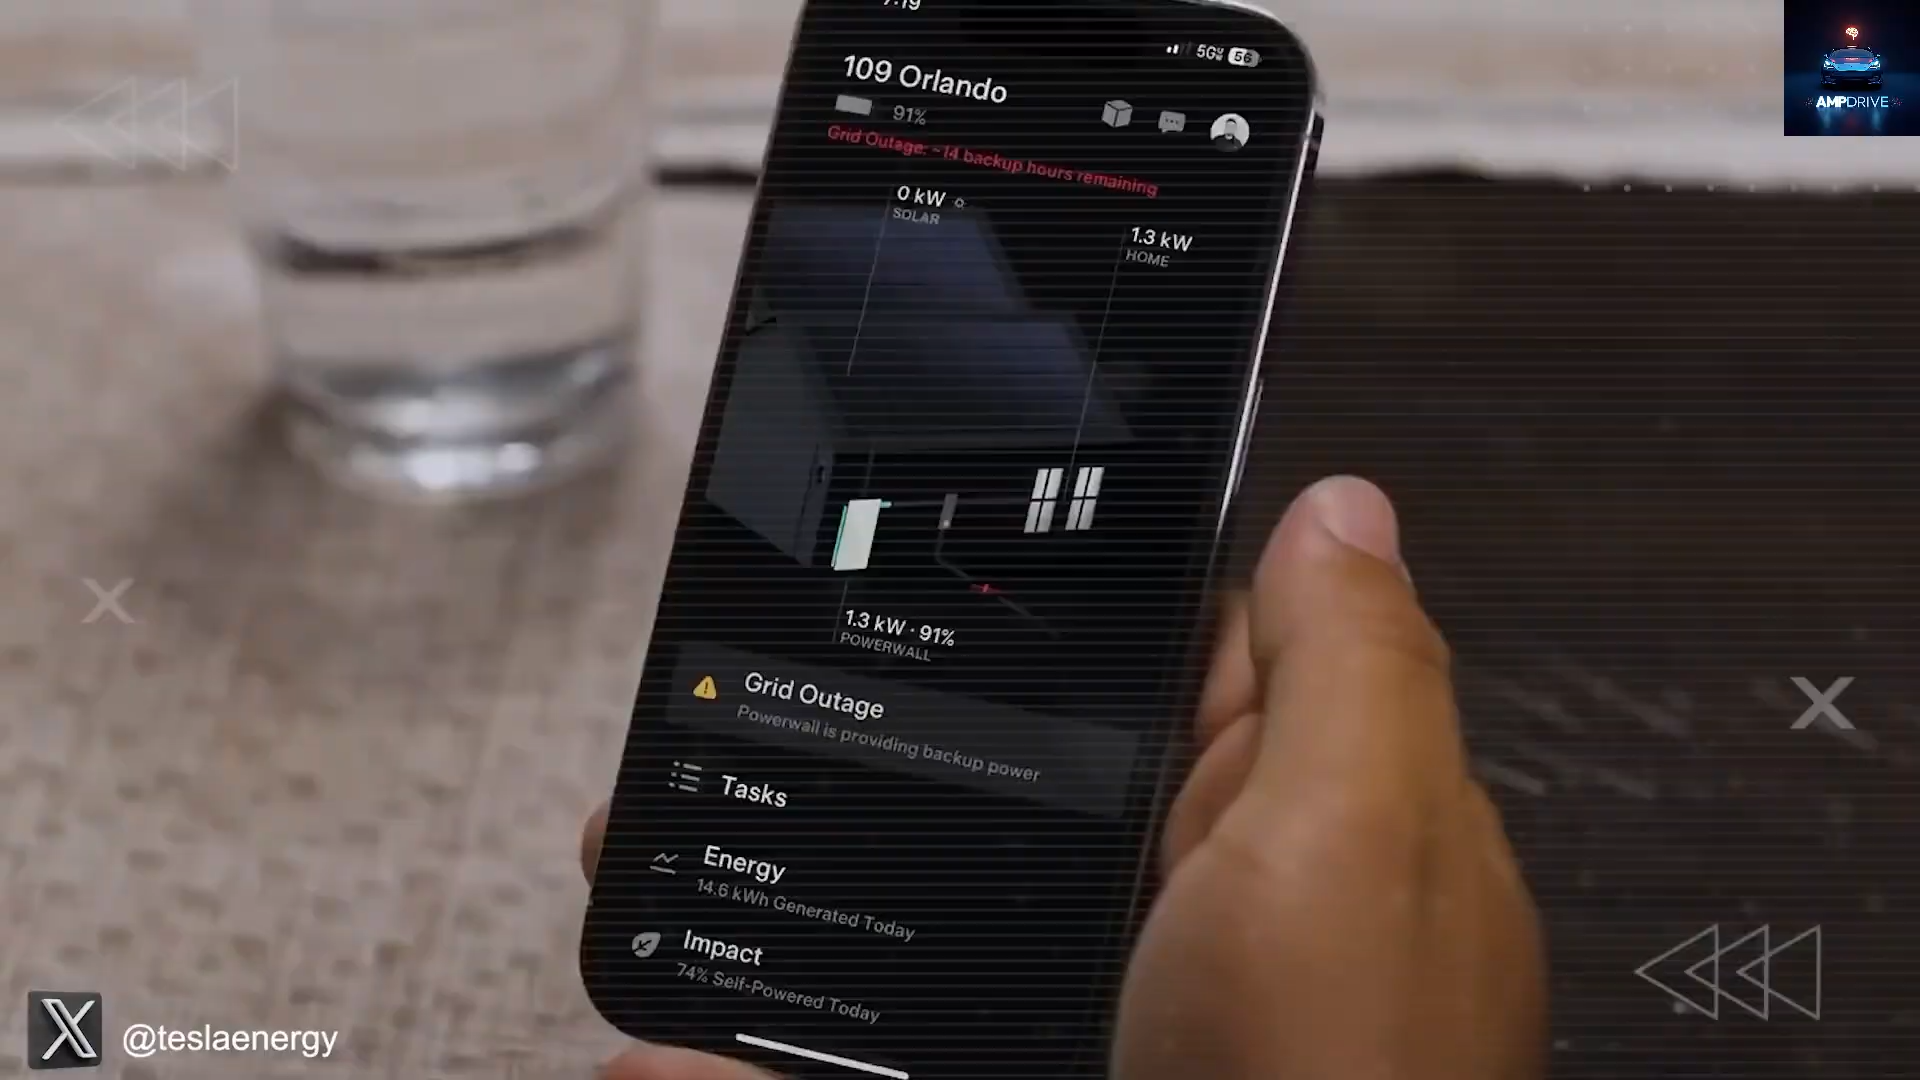 7:19
5G
56
109 Orlando
91%
Grid Outage: ~14 backup hours remaining
0 kW
SOLAR
1.3 kW
HOME
1.3 kW · 91%
POWERWALL
Grid Outage
Powerwall is providing backup power
Tasks
Energy
14.6 kWh Generated Today
Impact
74% Self-Powered Today
AMPDRIVE
X @teslaenergy